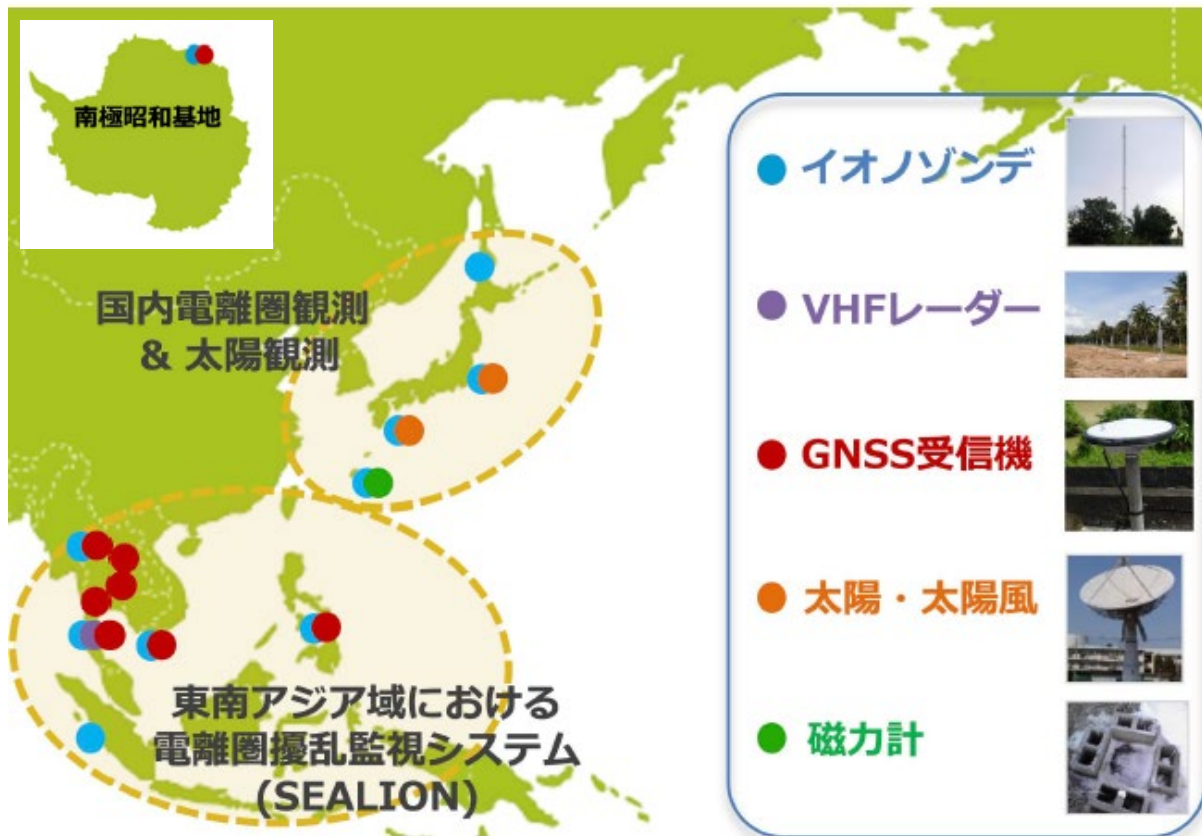 南極昭和基地
国内電離圏観測
& 太陽観測
東南アジア域における
電離圏擾乱監視システム
(SEALION)
イオノゾンデ
VHFレーダー
GNSS受信機
太陽・太陽風
磁力計